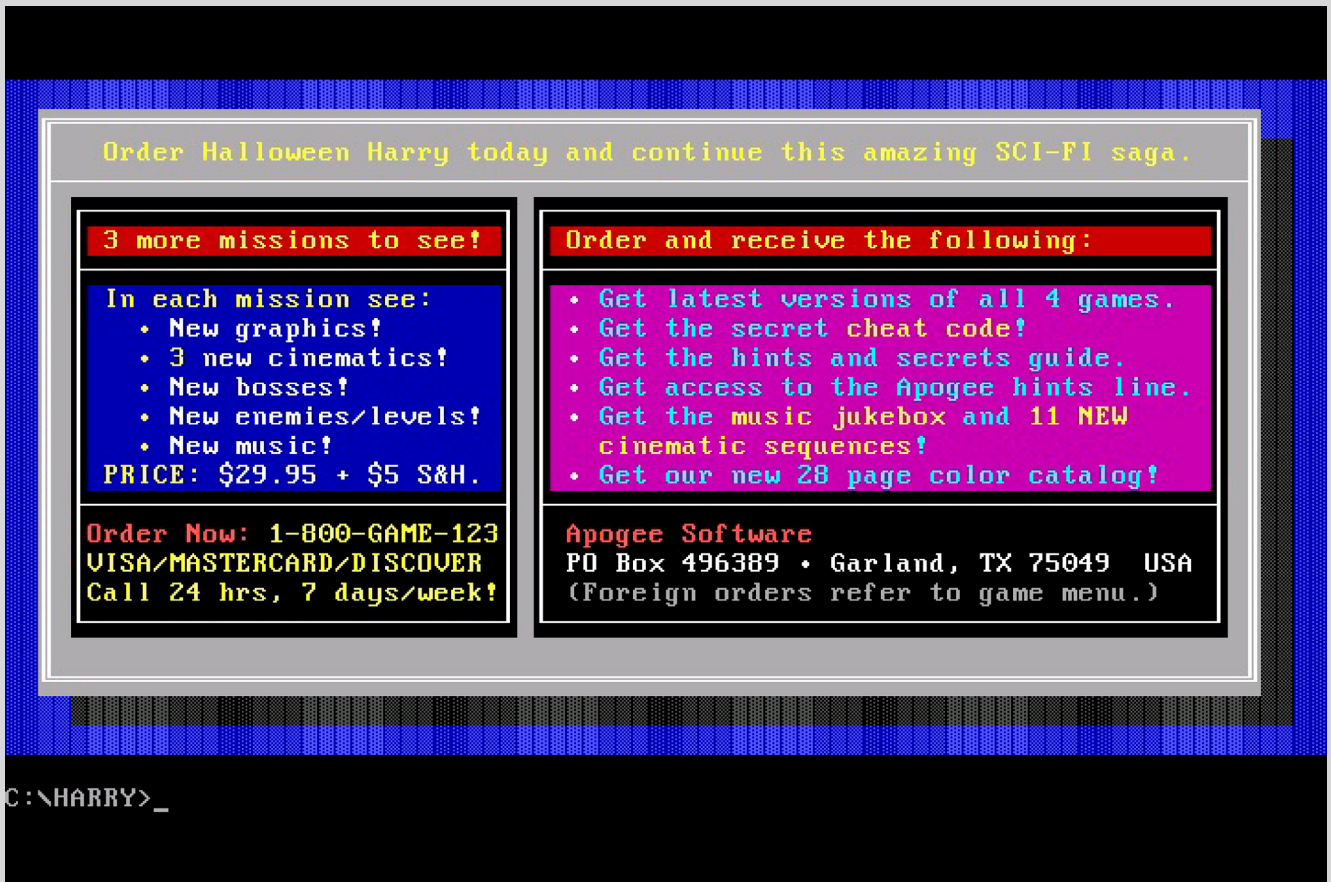 Order Halloween Harry today and continue this amazing SCI-FI saga.
3 more missions to see!
In each mission see:
• New graphics!
• 3 new cinematics!
• New bosses!
• New enemies/levels!
• New music!
PRICE: $29.95 + $5 S&H.
Order Now: 1-800-GAME-123
VISA/MASTERCARD/DISCOVER
Call 24 hrs, 7 days/week!
Order and receive the following:
• Get latest versions of all 4 games.
• Get the secret cheat code!
• Get the hints and secrets guide.
• Get access to the Apogee hints line.
• Get the music jukebox and 11 NEW
cinematic sequences!
• Get our new 28 page color catalog!
Apogee Software
PO Box 496389 • Garland, TX 75049  USA
(Foreign orders refer to game menu.)
C:\HARRY>_